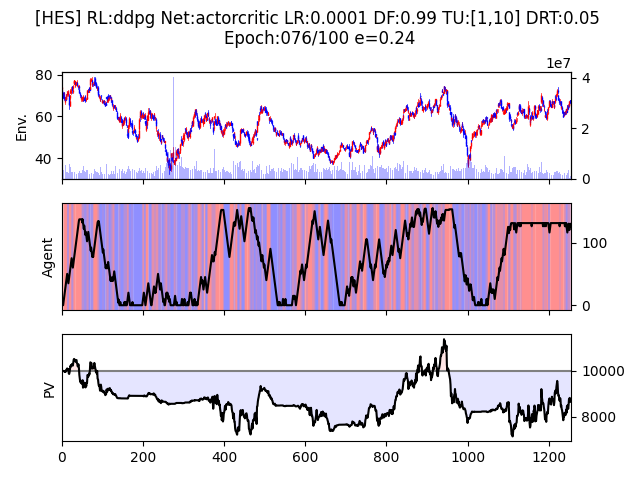 [HES] RL:ddpg Net:actorcritic LR:0.0001 DF:0.99 TU:[1,10] DRT:0.05
Epoch:076/100 e=0.24
1e7
80
60
40
Env.
4
2
0
Agent
100
0
PV
10000
8000
0 200 400 600 800 1000 1200